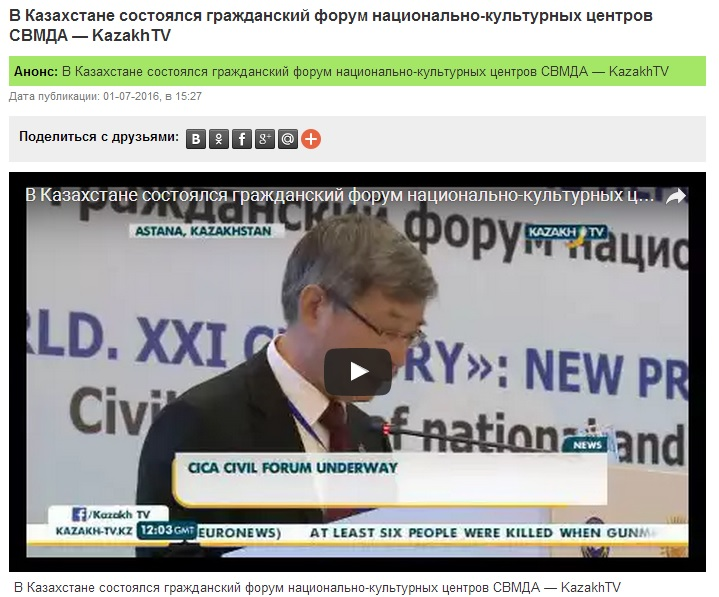 В Казахстане состоялся гражданский форум национально-культурных центров
СВМДА — KazakhTV
Анонс: В Казахстане состоялся гражданский форум национально-культурных центров СВМДА — KazakhTV
Дата публикации: 01-07-2016, в 15:27
Поделиться с друзьями:
В Казахстане состоялся гражданский форум национально-культурных ц...
ASTANA, KAZAKHSTAN
KAZAKH TV
форум нацио
RLD. XXI C RY»: NEW PR
Civi of national and
NEWS
CICA CIVIL FORUM UNDERWAY
/Kazakh TV
KAZAKH-TV.KZ 12:03 GMT (EURONEWS) AT LEAST SIX PEOPLE WERE KILLED WHEN GUNM
В Казахстане состоялся гражданский форум национально-культурных центров СВМДА — KazakhTV